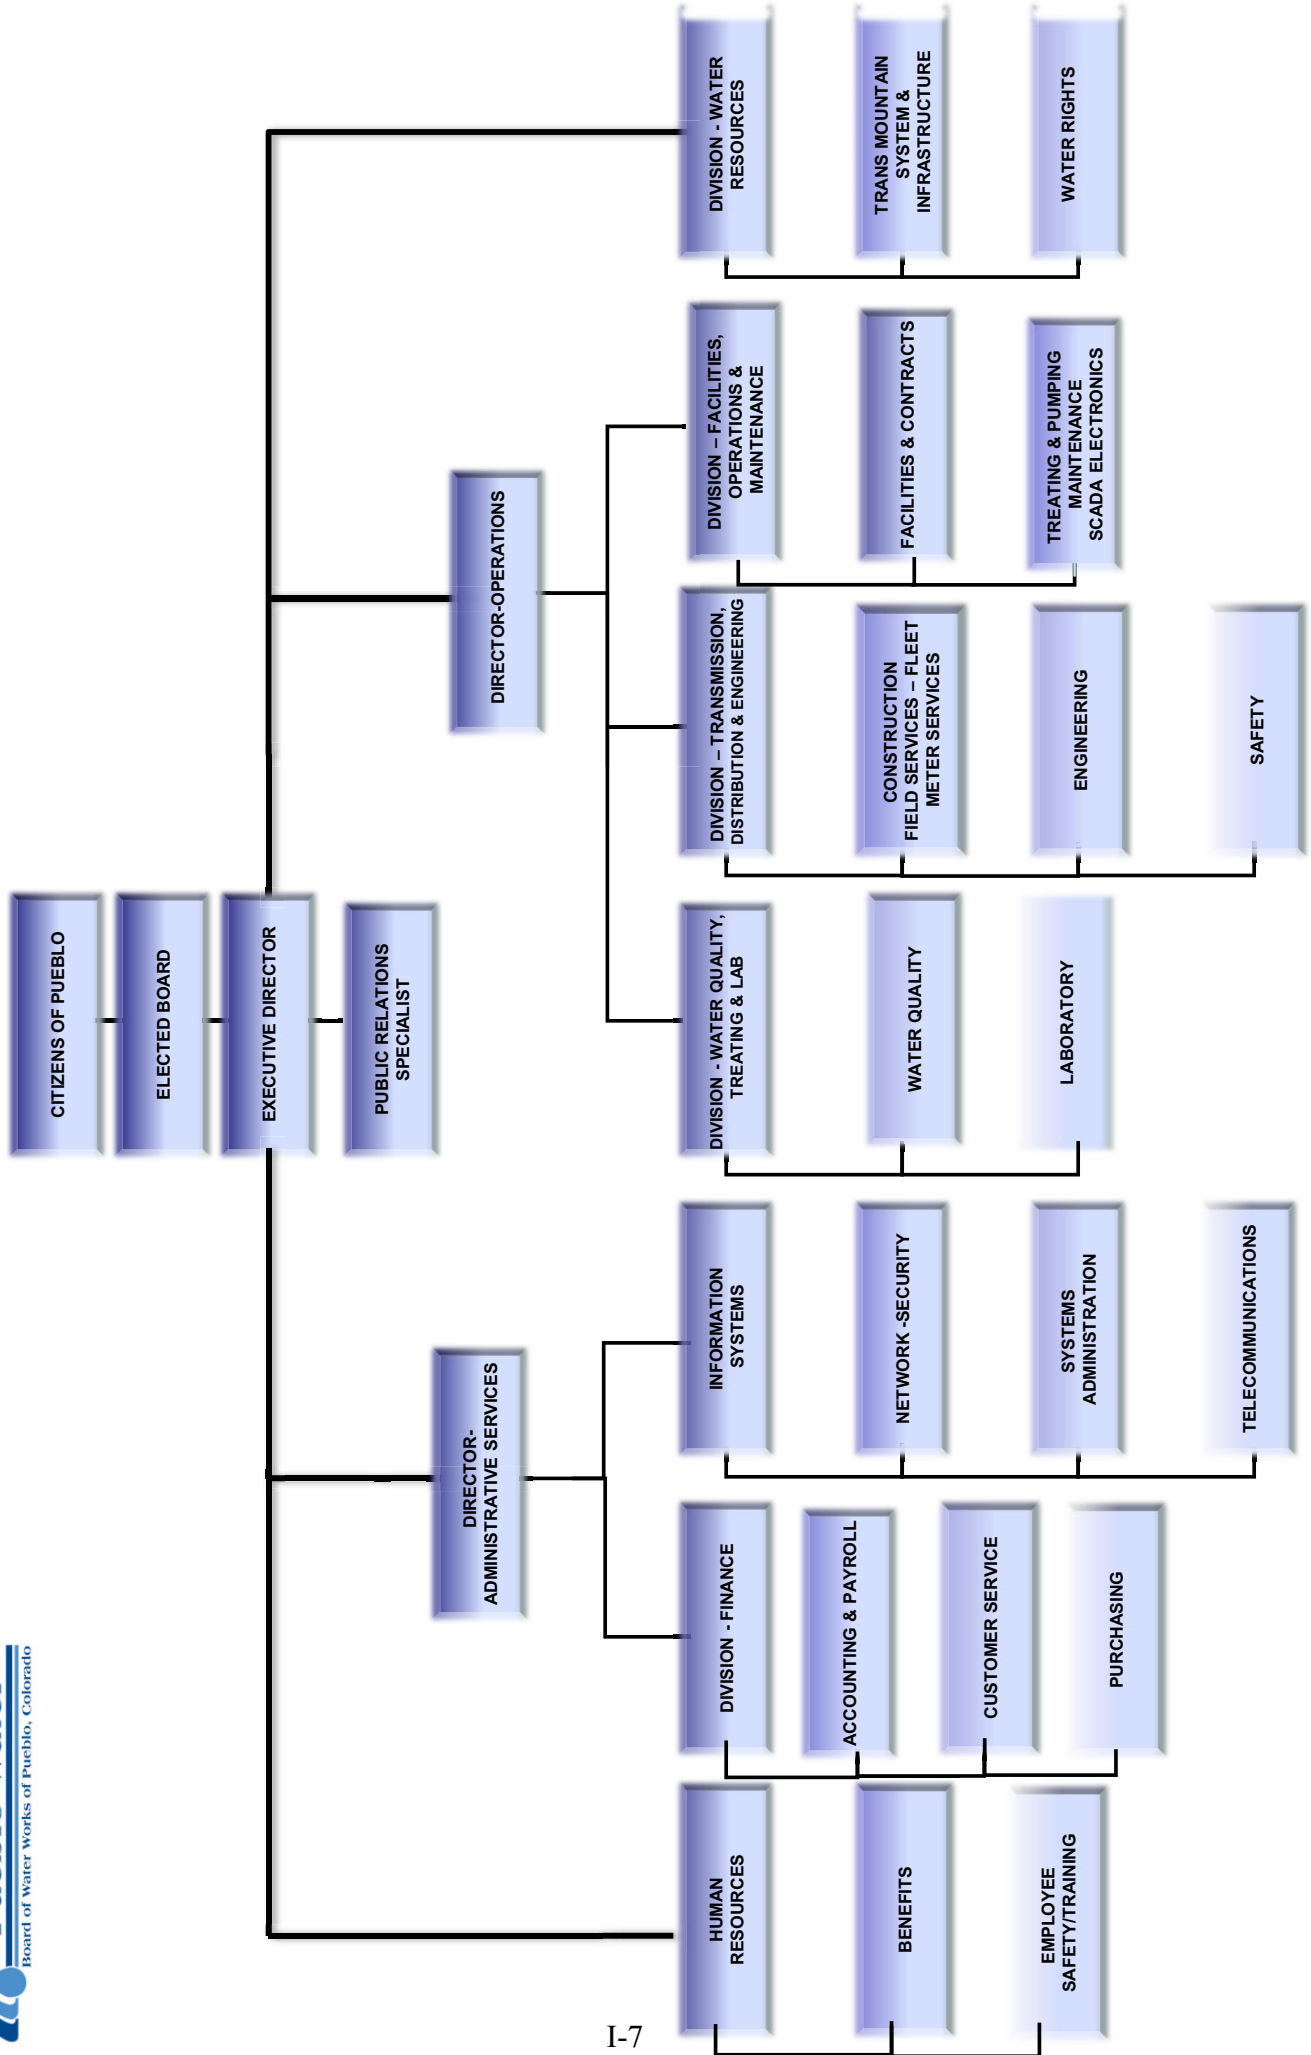 Board of Water Works of Pueblo, Colorado
CITIZENS OF PUEBLO
ELECTED BOARD
EXECUTIVE DIRECTOR
PUBLIC RELATIONS
SPECIALIST
DIRECTOR-
ADMINISTRATIVE SERVICES
DIRECTOR-OPERATIONS
HUMAN
RESOURCES
BENEFITS
EMPLOYEE
SAFETY/TRAINING
DIVISION - FINANCE
ACCOUNTING & PAYROLL
CUSTOMER SERVICE
PURCHASING
INFORMATION
SYSTEMS
NETWORK -SECURITY
SYSTEMS
ADMINISTRATION
TELECOMMUNICATIONS
DIVISION - WATER QUALITY,
TREATING & LAB
WATER QUALITY
LABORATORY
DIVISION – TRANSMISSION,
DISTRIBUTION & ENGINEERING
CONSTRUCTION
FIELD SERVICES – FLEET
METER SERVICES
ENGINEERING
SAFETY
DIVISION – FACILITIES,
OPERATIONS &
MAINTENANCE
FACILITIES & CONTRACTS
TREATING & PUMPING
MAINTENANCE
SCADA ELECTRONICS
DIVISION - WATER
RESOURCES
TRANS MOUNTAIN
SYSTEM &
INFRASTRUCTURE
WATER RIGHTS
I-7